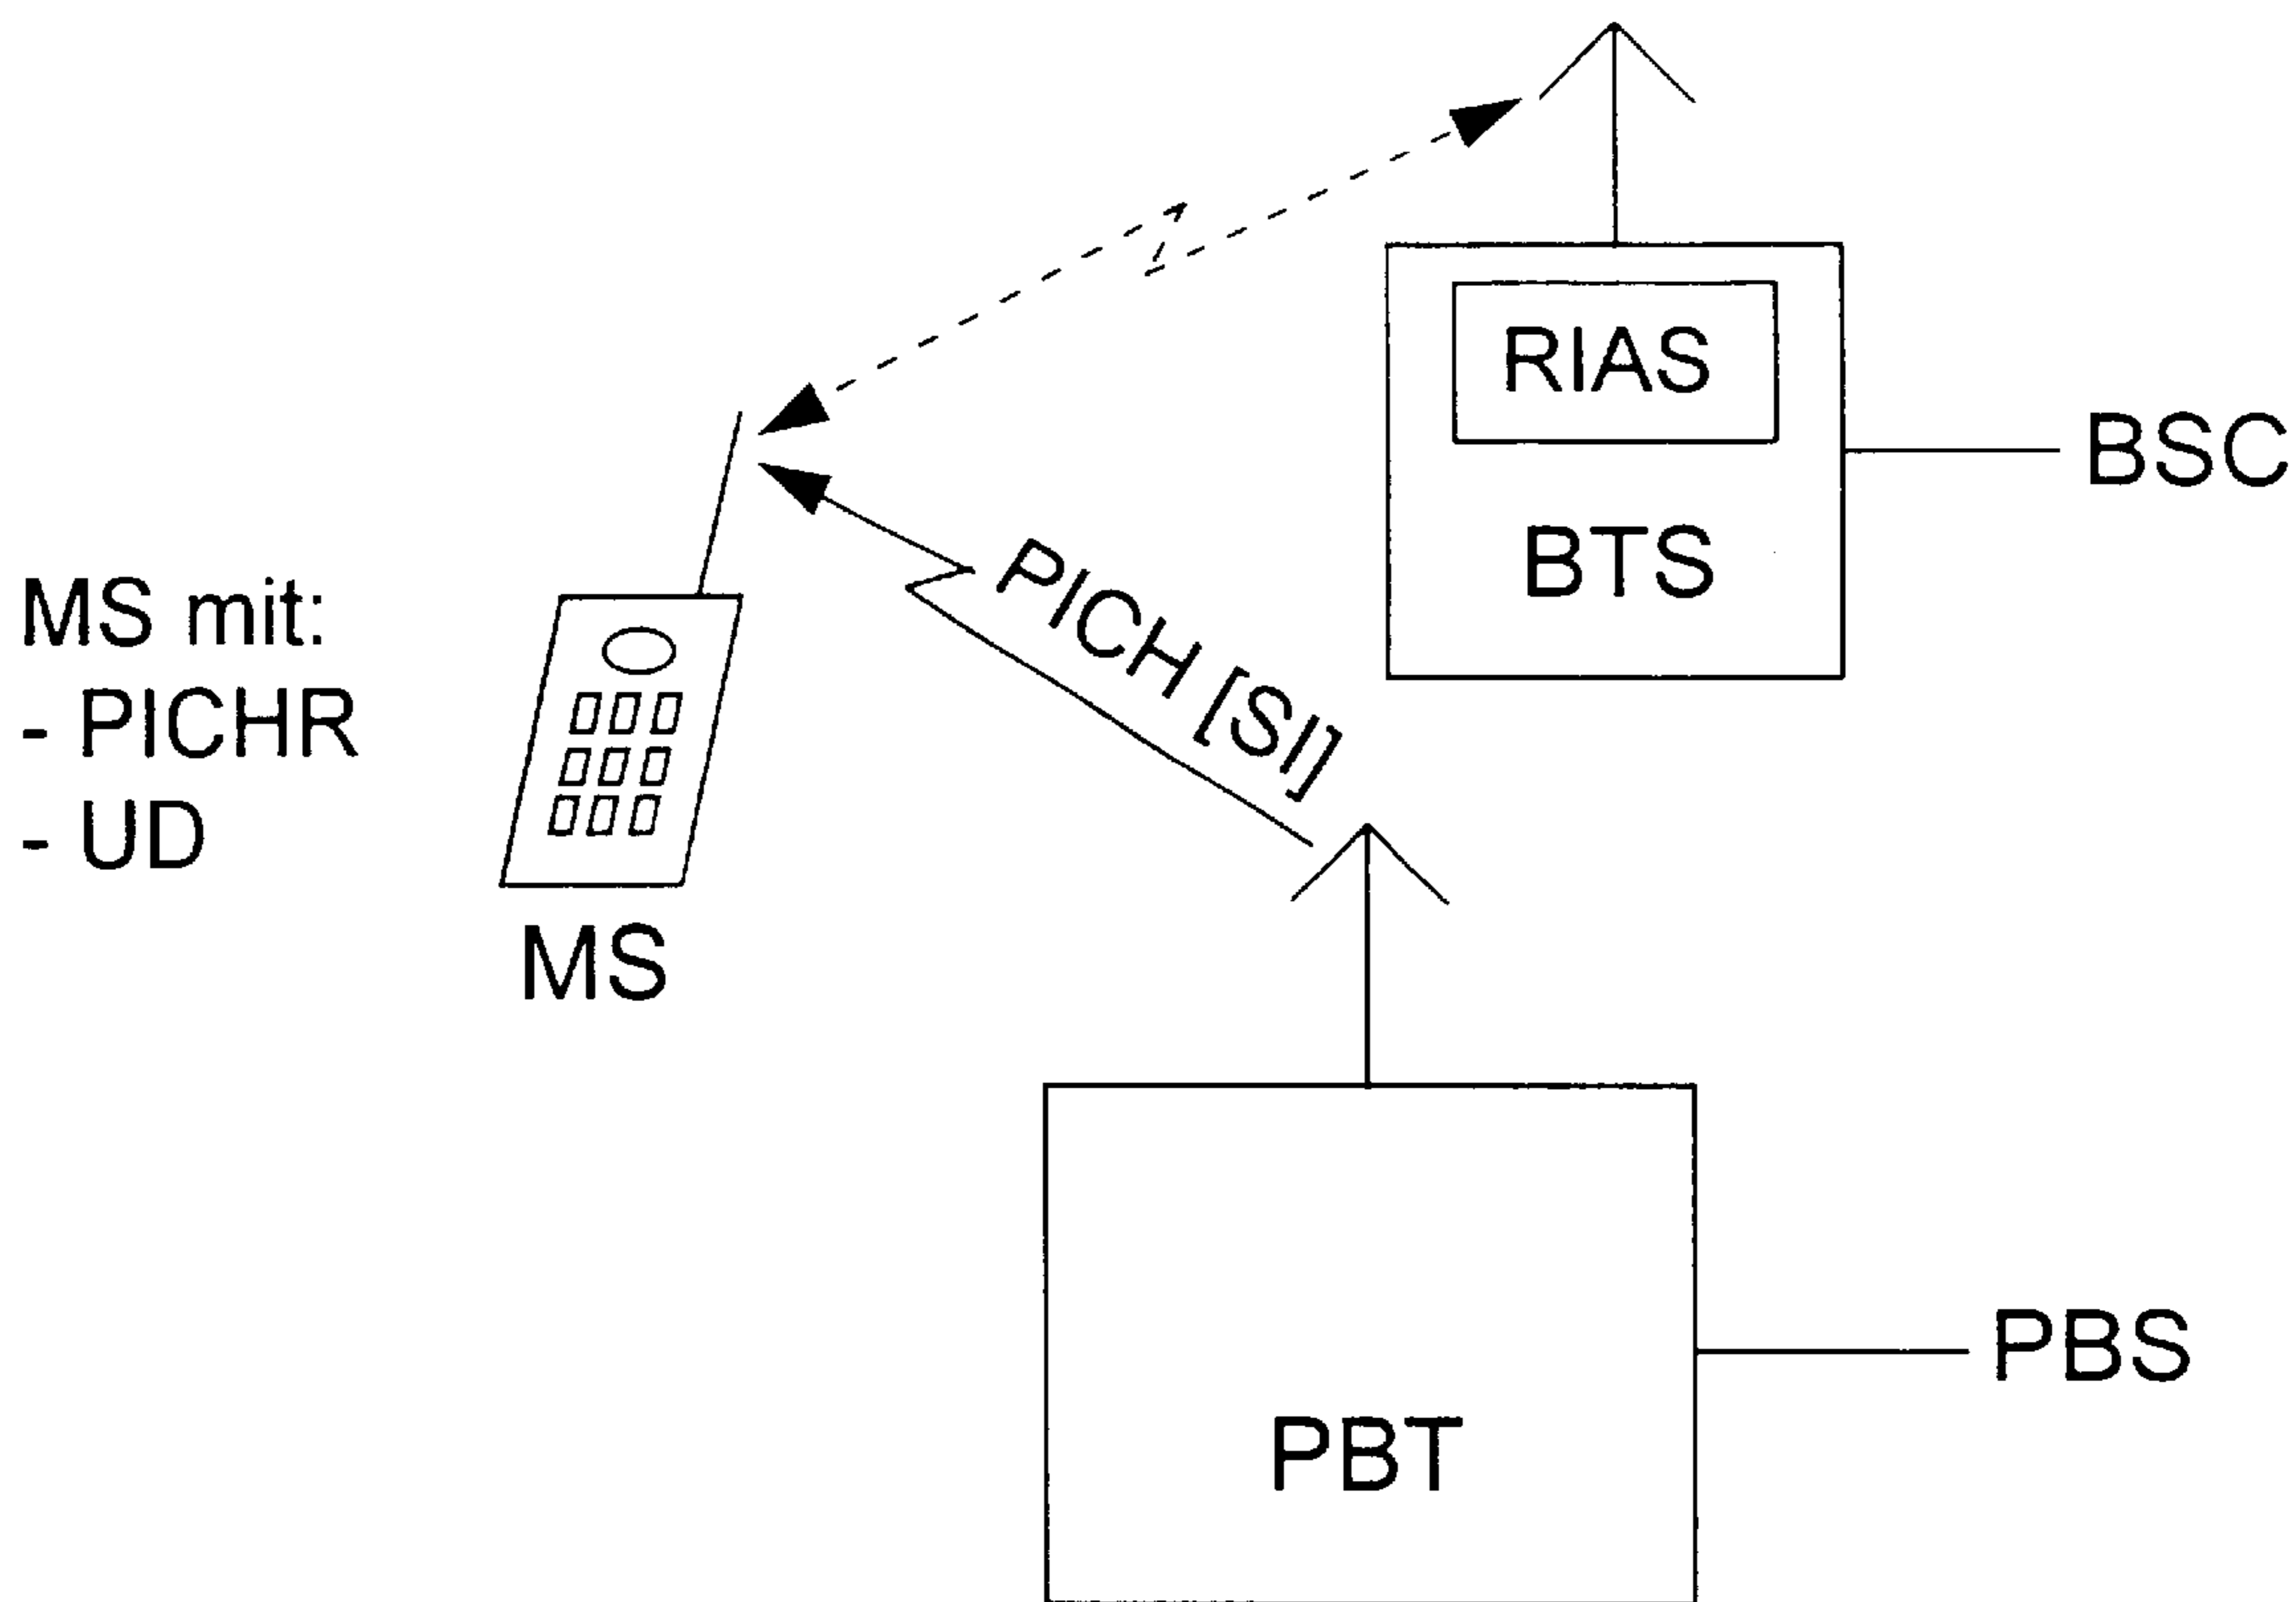 RIAS
BSC
BTS
PICH [SI]
MS mit:
- PICHR
- UD
MS
PBS
PBT